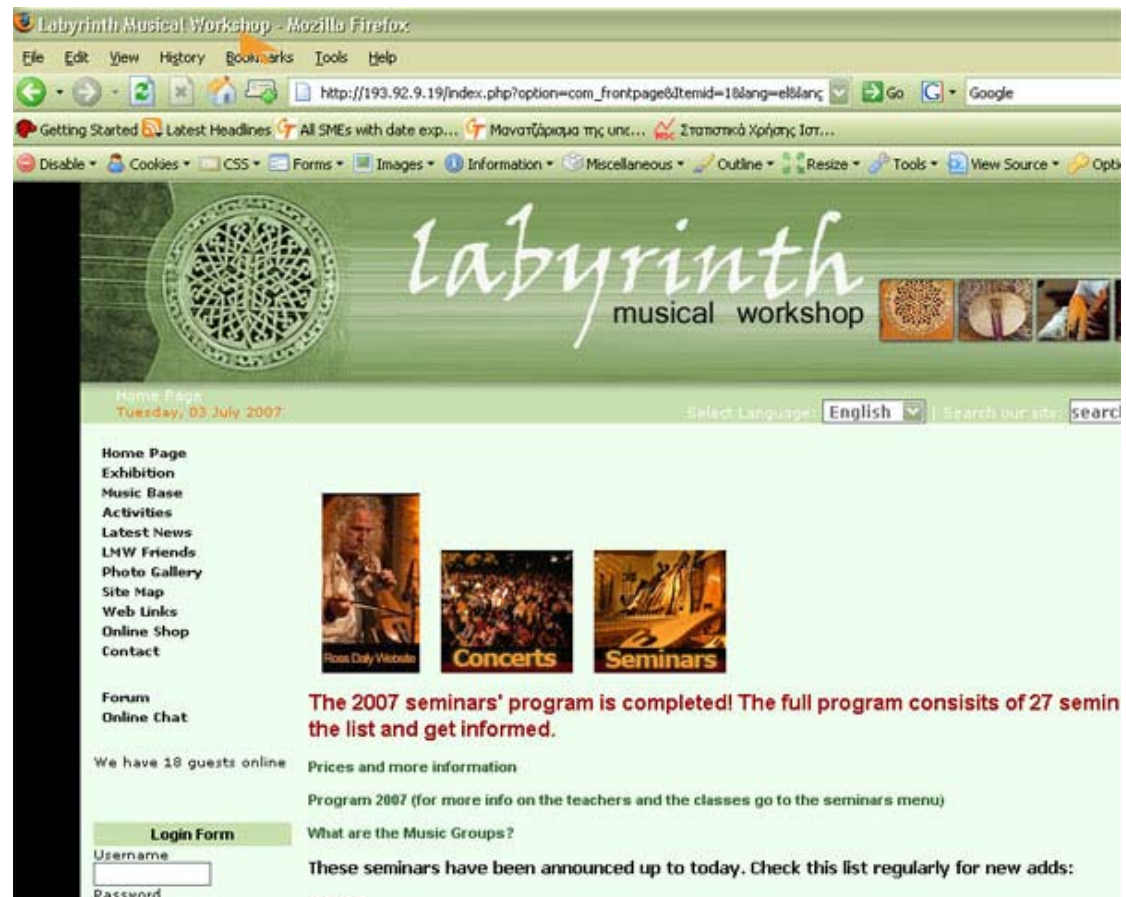 Labyrinth Musical Workshop - Mozilla Firefox
File Edit View History Bookmarks Tools Help
http://193.92.9.19/index.php?option=com_frontpage&Itemid=1&lang=el&lang Go G Google
Getting Started Latest Headlines All SMEs with date exp... Μανατζάρισμα της υπε... Στατιστικά Χρήσης Ιστ...
Disable Cookies CSS Forms Images Information Miscellaneous Outline Resize Tools View Source Optio
labyrinth
musical workshop
Home Page
Tuesday, 03 July 2007
Select Language: English | Search our site: search
Home Page
Exhibition
Music Base
Activities
Latest News
LMW Friends
Photo Gallery
Site Map
Web Links
Online Shop
Contact
Forum
Online Chat
We have 18 guests online
Login Form
Username
Password
Ross Daly Website
Concerts
Seminars
The 2007 seminars' program is completed! The full program consisits of 27 semin
the list and get informed.
Prices and more information
Program 2007 (for more info on the teachers and the classes go to the seminars menu)
What are the Music Groups?
These seminars have been announced up to today. Check this list regularly for new adds: